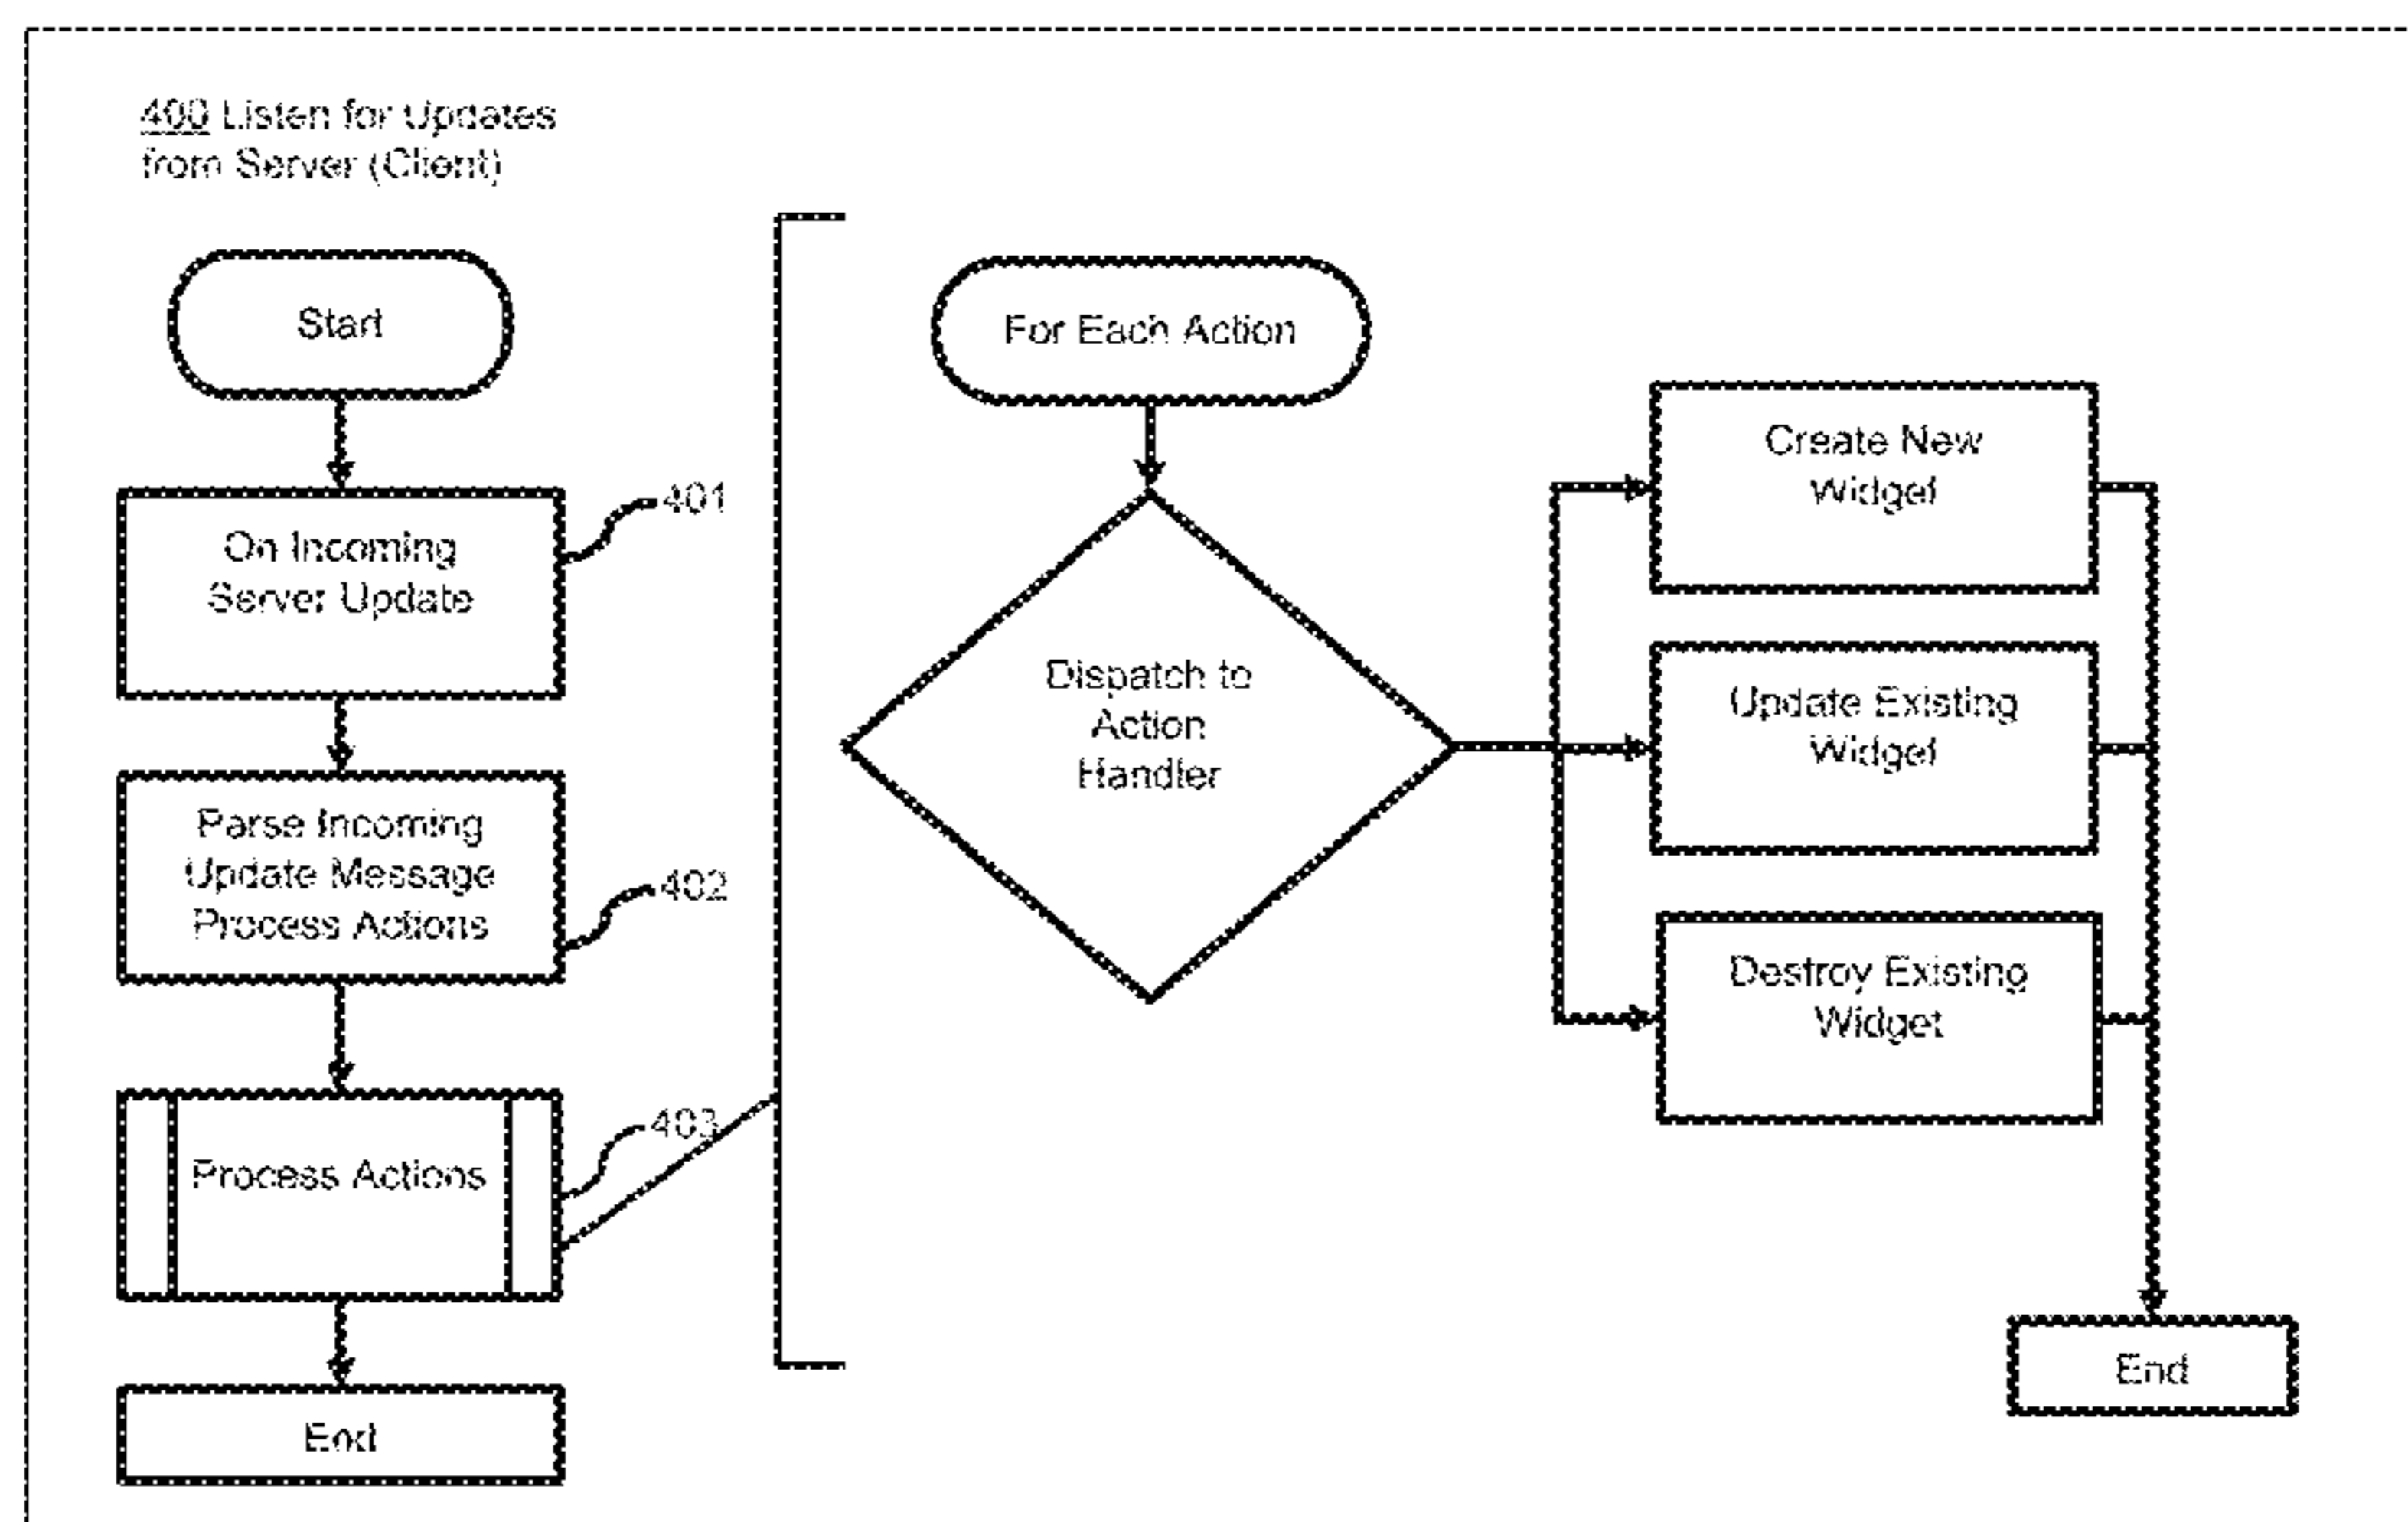 400 Listen for Updates
from Server (Client)
Start
On Incoming
Server Update
401
Parse Incoming
Update Message
Process Actions
402
Process Actions
403
End
For Each Action
Dispatch to
Action
Handler
Create New
Widget
Update Existing
Widget
Destroy Existing
Widget
End